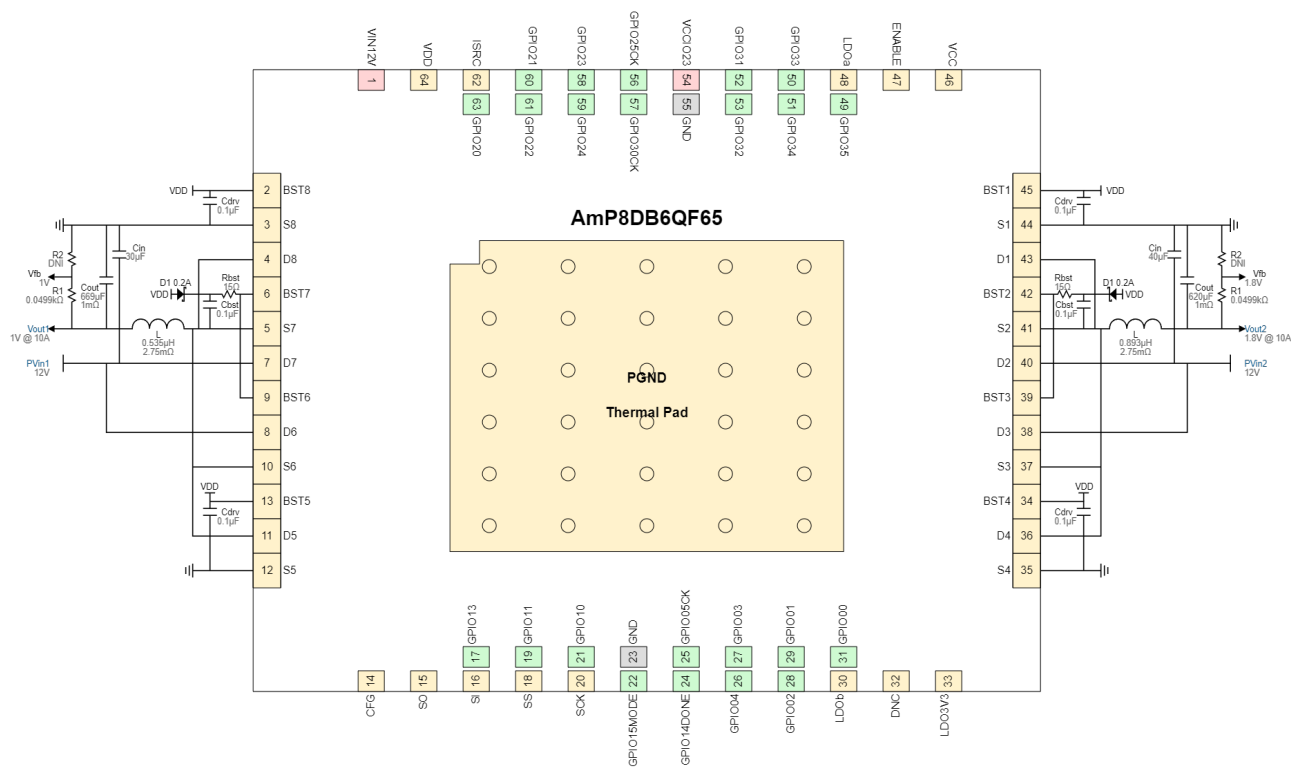 VIN12V
VDD
ISRC
GPIO21
GPIO23
GPIO25CK
VCCO23
GPIO31
GPIO33
LDOa
ENABLE
VCC
1
64
62
60
58
56
54
52
50
48
47
46
63
61
59
57
55
53
51
49
GPIO20
GPIO22
GPIO24
GPIO30CK
GND
GPIO32
GPIO34
GPIO35
AmP8DB6QF65
PGND
Thermal Pad
VDD
Cdrv
0.1µF
2 BST8
3 S8
R2
DNI
Cin
30µF
4 D8
Vfb
1V
R1
0.0499kΩ
Cout
669µF
1mΩ
D1 0.2A
VDD
Rbst
15Ω
Cbst
0.1µF
6 BST7
Vout1
1V @ 10A
L
0.535µH
2.75mΩ
5 S7
PVin1
12V
7 D7
9 BST6
8 D6
10 S6
VDD
Cdrv
0.1µF
13 BST5
11 D5
12 S5
BST1 45
Cdrv
0.1µF
VDD
S1 44
Cin
40µF
R2
DNI
D1 43
Rbst
15Ω
D1 0.2A
VDD
Cbst
0.1µF
Cout
620µF
1mΩ
Vfb
1.8V
R1
0.0499kΩ
BST2 42
S2 41
L
0.893µH
2.75mΩ
Vout2
1.8V @ 10A
D2 40
PVin2
12V
BST3 39
D3 38
S3 37
VDD
Cdrv
0.1µF
BST4 34
D4 36
S4 35
GPIO13
GPIO11
GPIO10
GND
GPIO05CK
GPIO03
GPIO01
GPIO00
17
19
21
23
25
27
29
31
14
15
16
18
20
22
24
26
28
30
32
33
CFG
SO
SI
SS
SCK
GPIO15MODE
GPIO14DONE
GPIO04
GPIO02
LDOb
DNC
LDO3V3